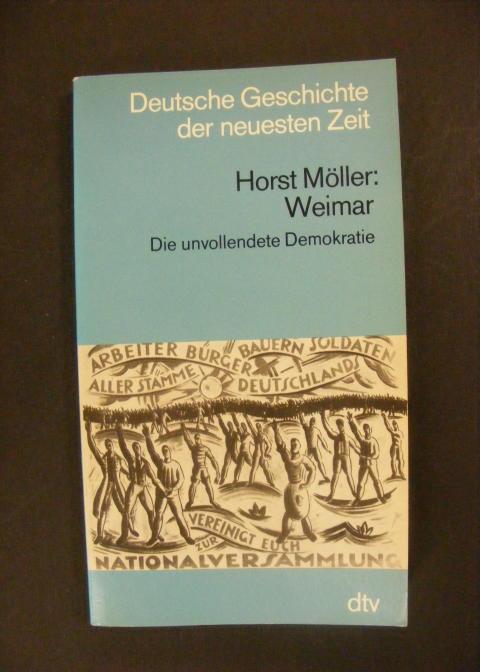 Deutsche Geschichte
der neuesten Zeit
Horst Möller:
Weimar
Die unvollendete Demokratie
ARBEITER BÜRGER BAUERN SOLDATEN
ALLER STÄMME DEUTSCHLANDS
VEREINIGT EUCH
ZUR
NATIONALVERSAMMLUNG
dtv